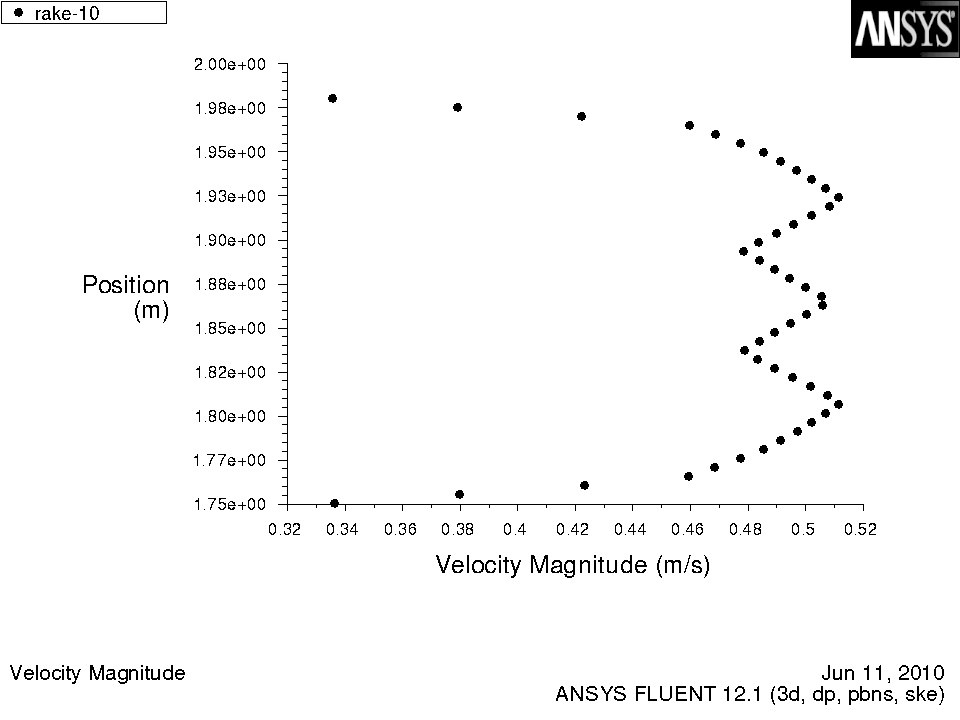 rake-10
ANSYS
2.00e+00
1.98e+00
1.95e+00
1.93e+00
1.90e+00
1.88e+00
1.85e+00
1.82e+00
1.80e+00
1.77e+00
1.75e+00
Position
(m)
0.32 0.34 0.36 0.38 0.4 0.42 0.44 0.46 0.48 0.5 0.52
Velocity Magnitude (m/s)
Velocity Magnitude
Jun 11, 2010
ANSYS FLUENT 12.1 (3d, dp, pbns, ske)